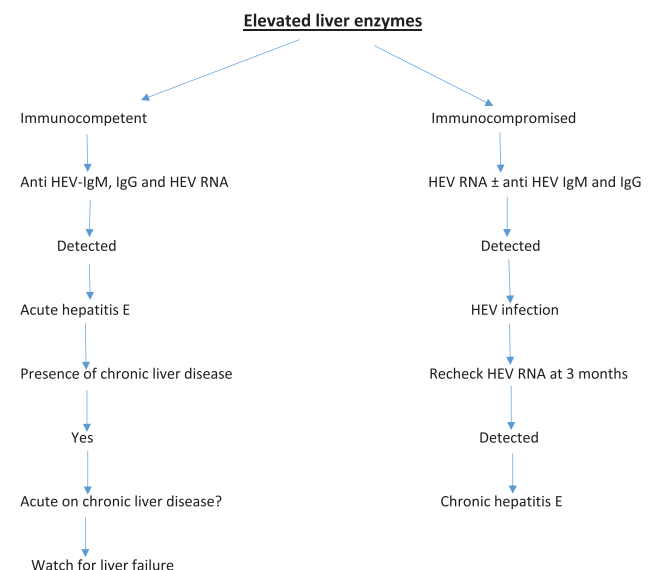 Elevated liver enzymes
Immunocompetent
Immunocompromised
Anti HEV-IgM, IgG and HEV RNA
HEV RNA ± anti HEV IgM and IgG
Detected
Detected
Acute hepatitis E
HEV infection
Presence of chronic liver disease
Recheck HEV RNA at 3 months
Yes
Detected
Acute on chronic liver disease?
Chronic hepatitis E
Watch for liver failure